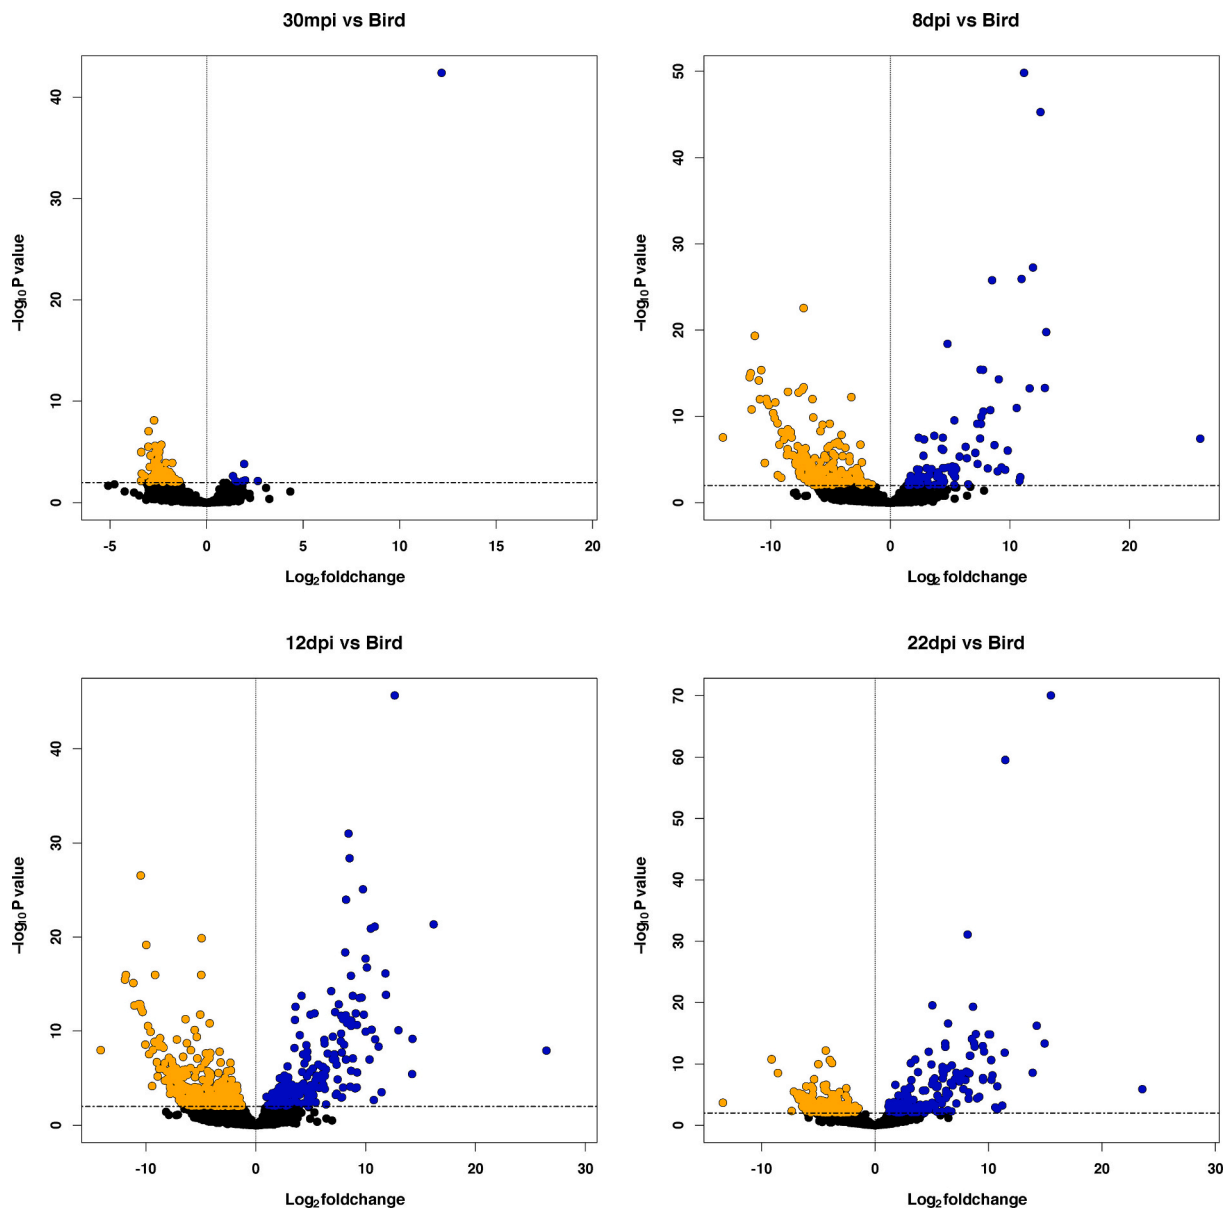 30mpi vs Bird
40
30
20
10
0
−log10 P value
-5 0 5 10 15 20
Log2 foldchange
8dpi vs Bird
50
40
30
20
10
0
−log10 P value
-10 0 10 20
Log2 foldchange
12dpi vs Bird
40
30
20
10
0
−log10 P value
-10 0 10 20 30
Log2 foldchange
22dpi vs Bird
70
60
50
40
30
20
10
0
−log10 P value
-10 0 10 20 30
Log2 foldchange